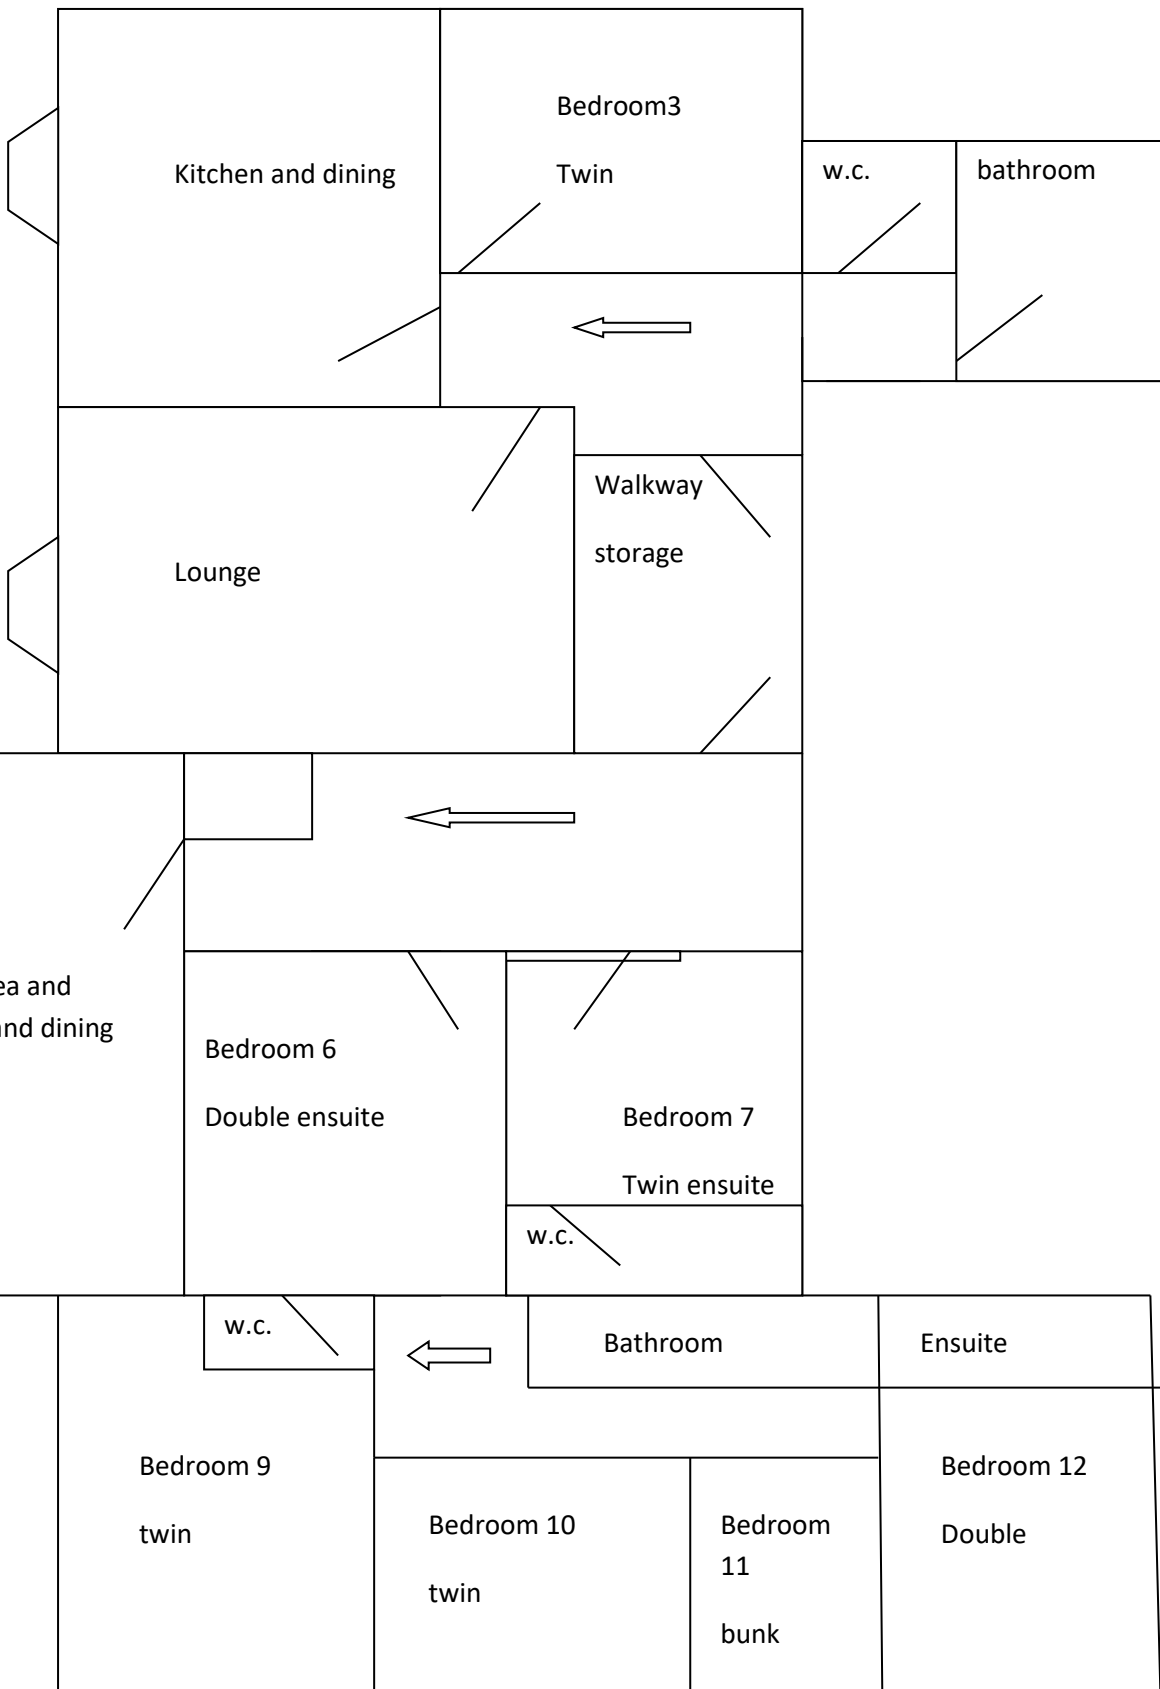 Bedroom3
Kitchen and dining
Twin
w.c.
bathroom
Walkway
storage
Lounge
ea and
and dining
Bedroom 6
Double ensuite
Bedroom 7
Twin ensuite
w.c.
w.c.
Bathroom
Ensuite
Bedroom 9
twin
Bedroom 10
twin
Bedroom
11
bunk
Bedroom 12
Double